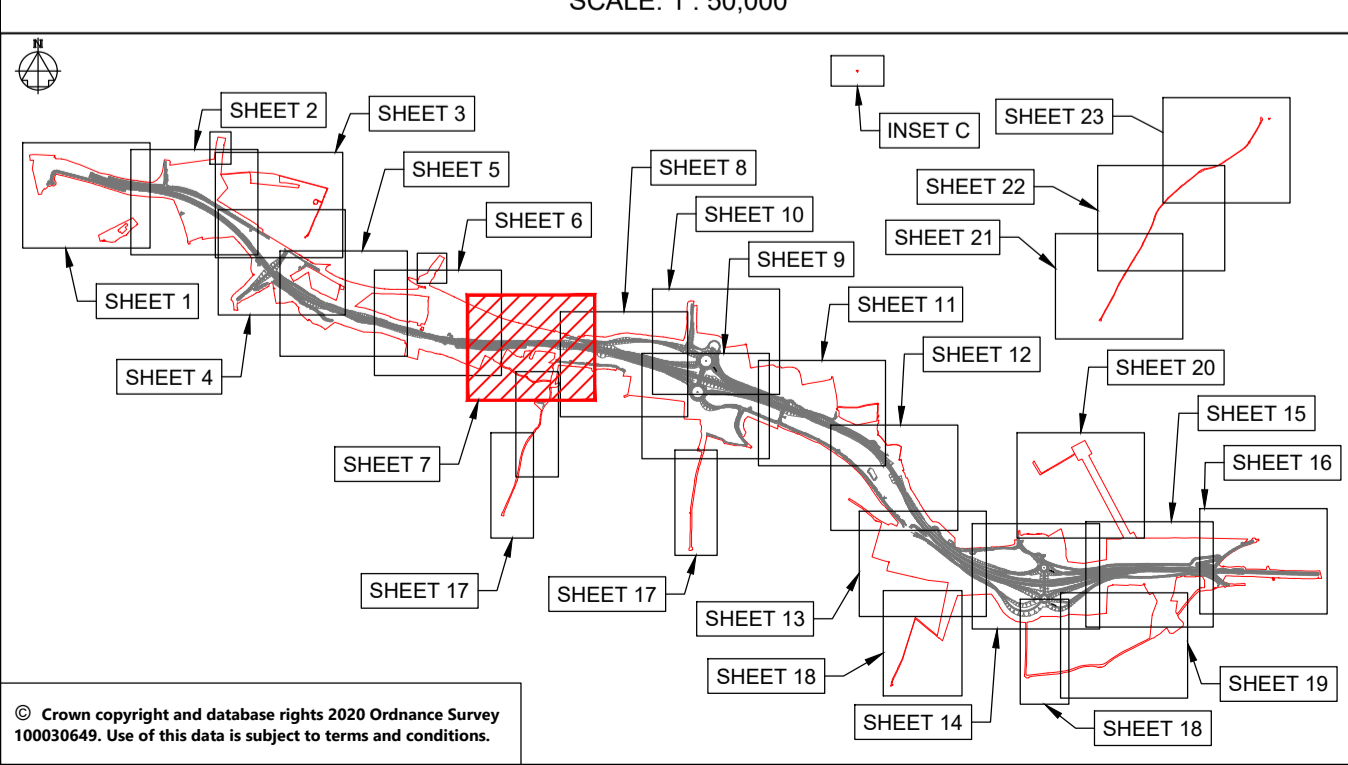 SCALE: 1 : 50,000
N
SHEET 2
SHEET 3
INSET C
SHEET 23
SHEET 5
SHEET 8
SHEET 22
SHEET 6
SHEET 10
SHEET 21
SHEET 9
SHEET 1
SHEET 11
SHEET 12
SHEET 4
SHEET 20
SHEET 15
SHEET 7
SHEET 16
SHEET 17
SHEET 17
SHEET 13
SHEET 18
SHEET 19
SHEET 14
SHEET 18
© Crown copyright and database rights 2020 Ordnance Survey
100030649. Use of this data is subject to terms and conditions.